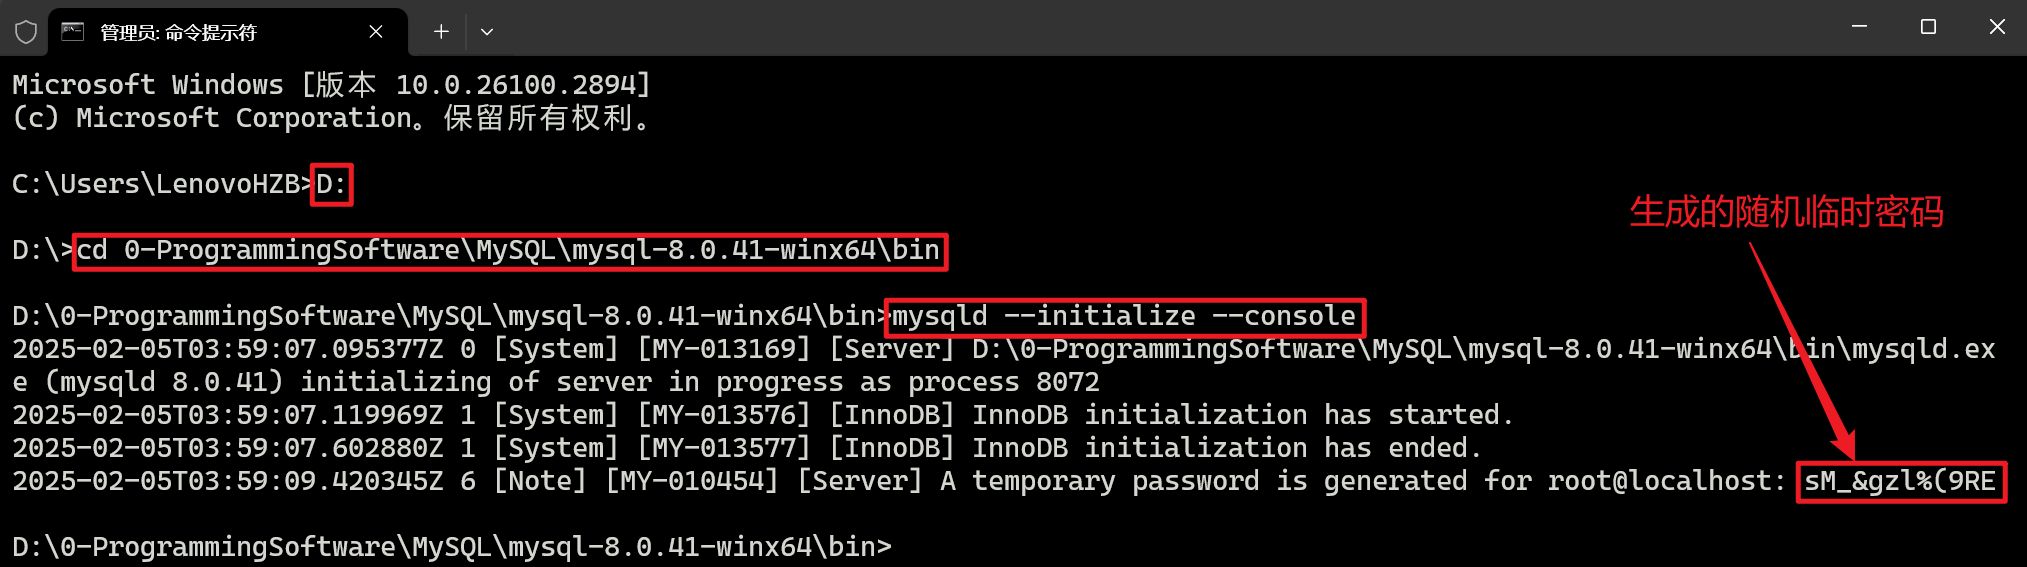 管理员: 命令提示符
Microsoft Windows [版本 10.0.26100.2894]
(c) Microsoft Corporation。保留所有权利。
C:\Users\LenovoHZB>D:
生成的随机临时密码
D:\>cd 0-ProgrammingSoftware\MySQL\mysql-8.0.41-winx64\bin
D:\0-ProgrammingSoftware\MySQL\mysql-8.0.41-winx64\bin>mysqld --initialize --console
2025-02-05T03:59:07.095377Z 0 [System] [MY-013169] [Server] D:\0-ProgrammingSoftware\MySQL\mysql-8.0.41-winx64\bin\mysqld.ex
e (mysqld 8.0.41) initializing of server in progress as process 8072
2025-02-05T03:59:07.119969Z 1 [System] [MY-013576] [InnoDB] InnoDB initialization has started.
2025-02-05T03:59:07.602880Z 1 [System] [MY-013577] [InnoDB] InnoDB initialization has ended.
2025-02-05T03:59:09.420345Z 6 [Note] [MY-010454] [Server] A temporary password is generated for root@localhost: sM_&gzl%(9RE
D:\0-ProgrammingSoftware\MySQL\mysql-8.0.41-winx64\bin>